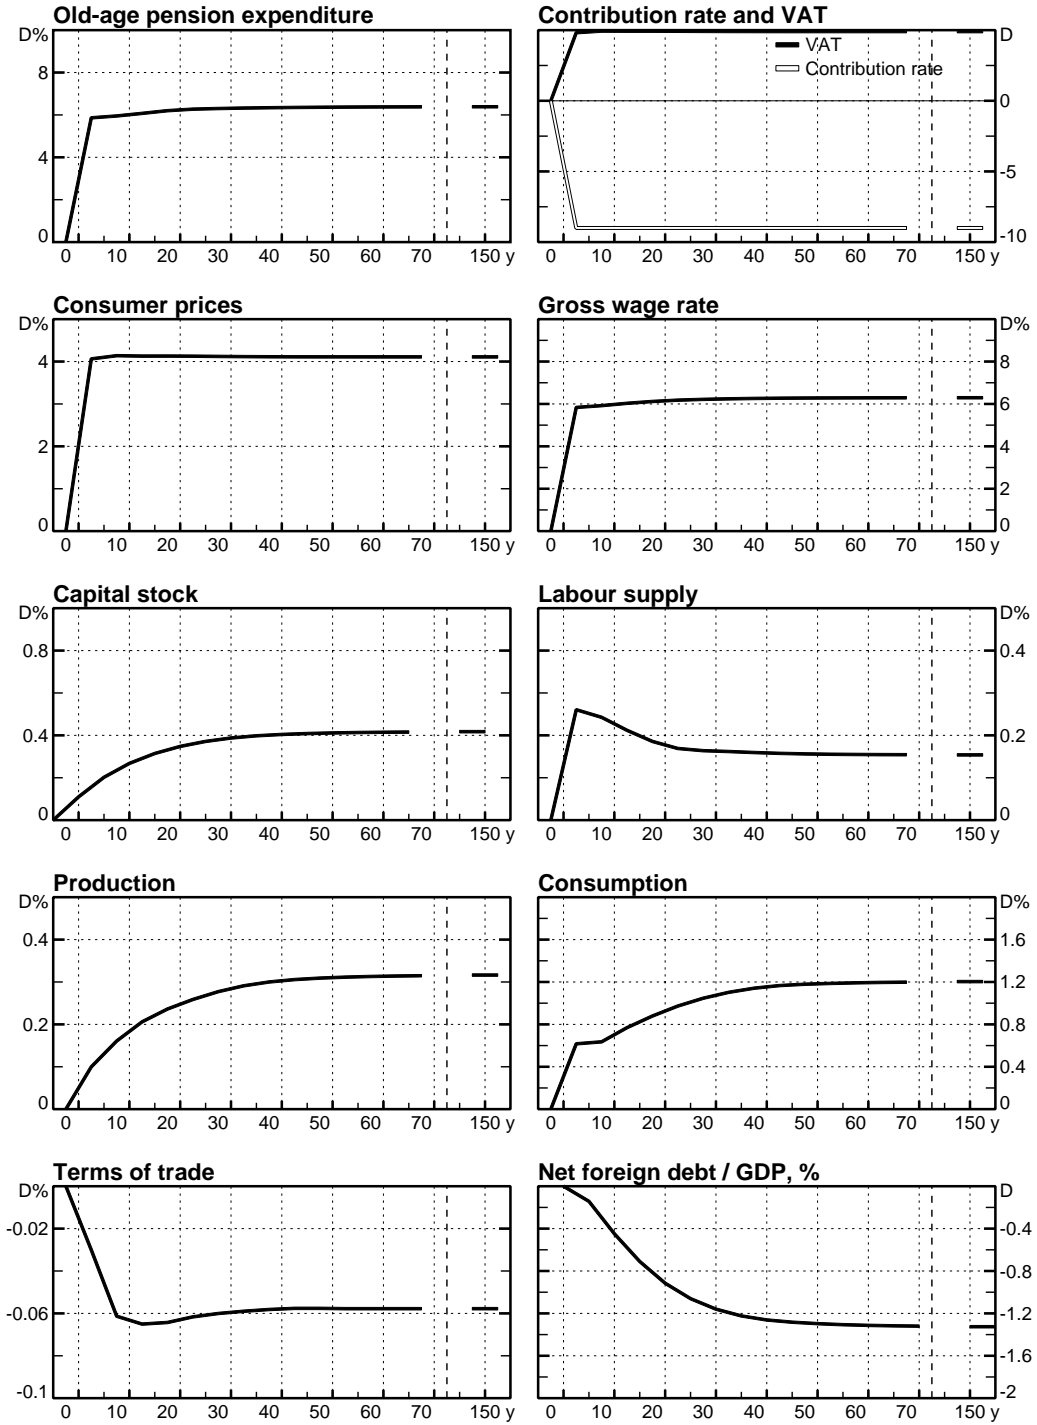 Old-age pension expenditure
D%
8
4
0
0 10 20 30 40 50 60 70 150 y
Contribution rate and VAT
D
VAT
Contribution rate
0
-5
-10
0 10 20 30 40 50 60 70 150 y
Consumer prices
D%
4
2
0
0 10 20 30 40 50 60 70 150 y
Gross wage rate
D%
8
6
4
2
0
0 10 20 30 40 50 60 70 150 y
Capital stock
D%
0.8
0.4
0
0 10 20 30 40 50 60 70 150 y
Labour supply
D%
0.4
0.2
0
0 10 20 30 40 50 60 70 150 y
Production
D%
0.4
0.2
0
0 10 20 30 40 50 60 70 150 y
Consumption
D%
1.6
1.2
0.8
0.4
0
0 10 20 30 40 50 60 70 150 y
Terms of trade
D%
-0.02
-0.06
-0.1
0 10 20 30 40 50 60 70 150 y
Net foreign debt / GDP, %
D
-0.4
-0.8
-1.2
-1.6
-2
0 10 20 30 40 50 60 70 150 y